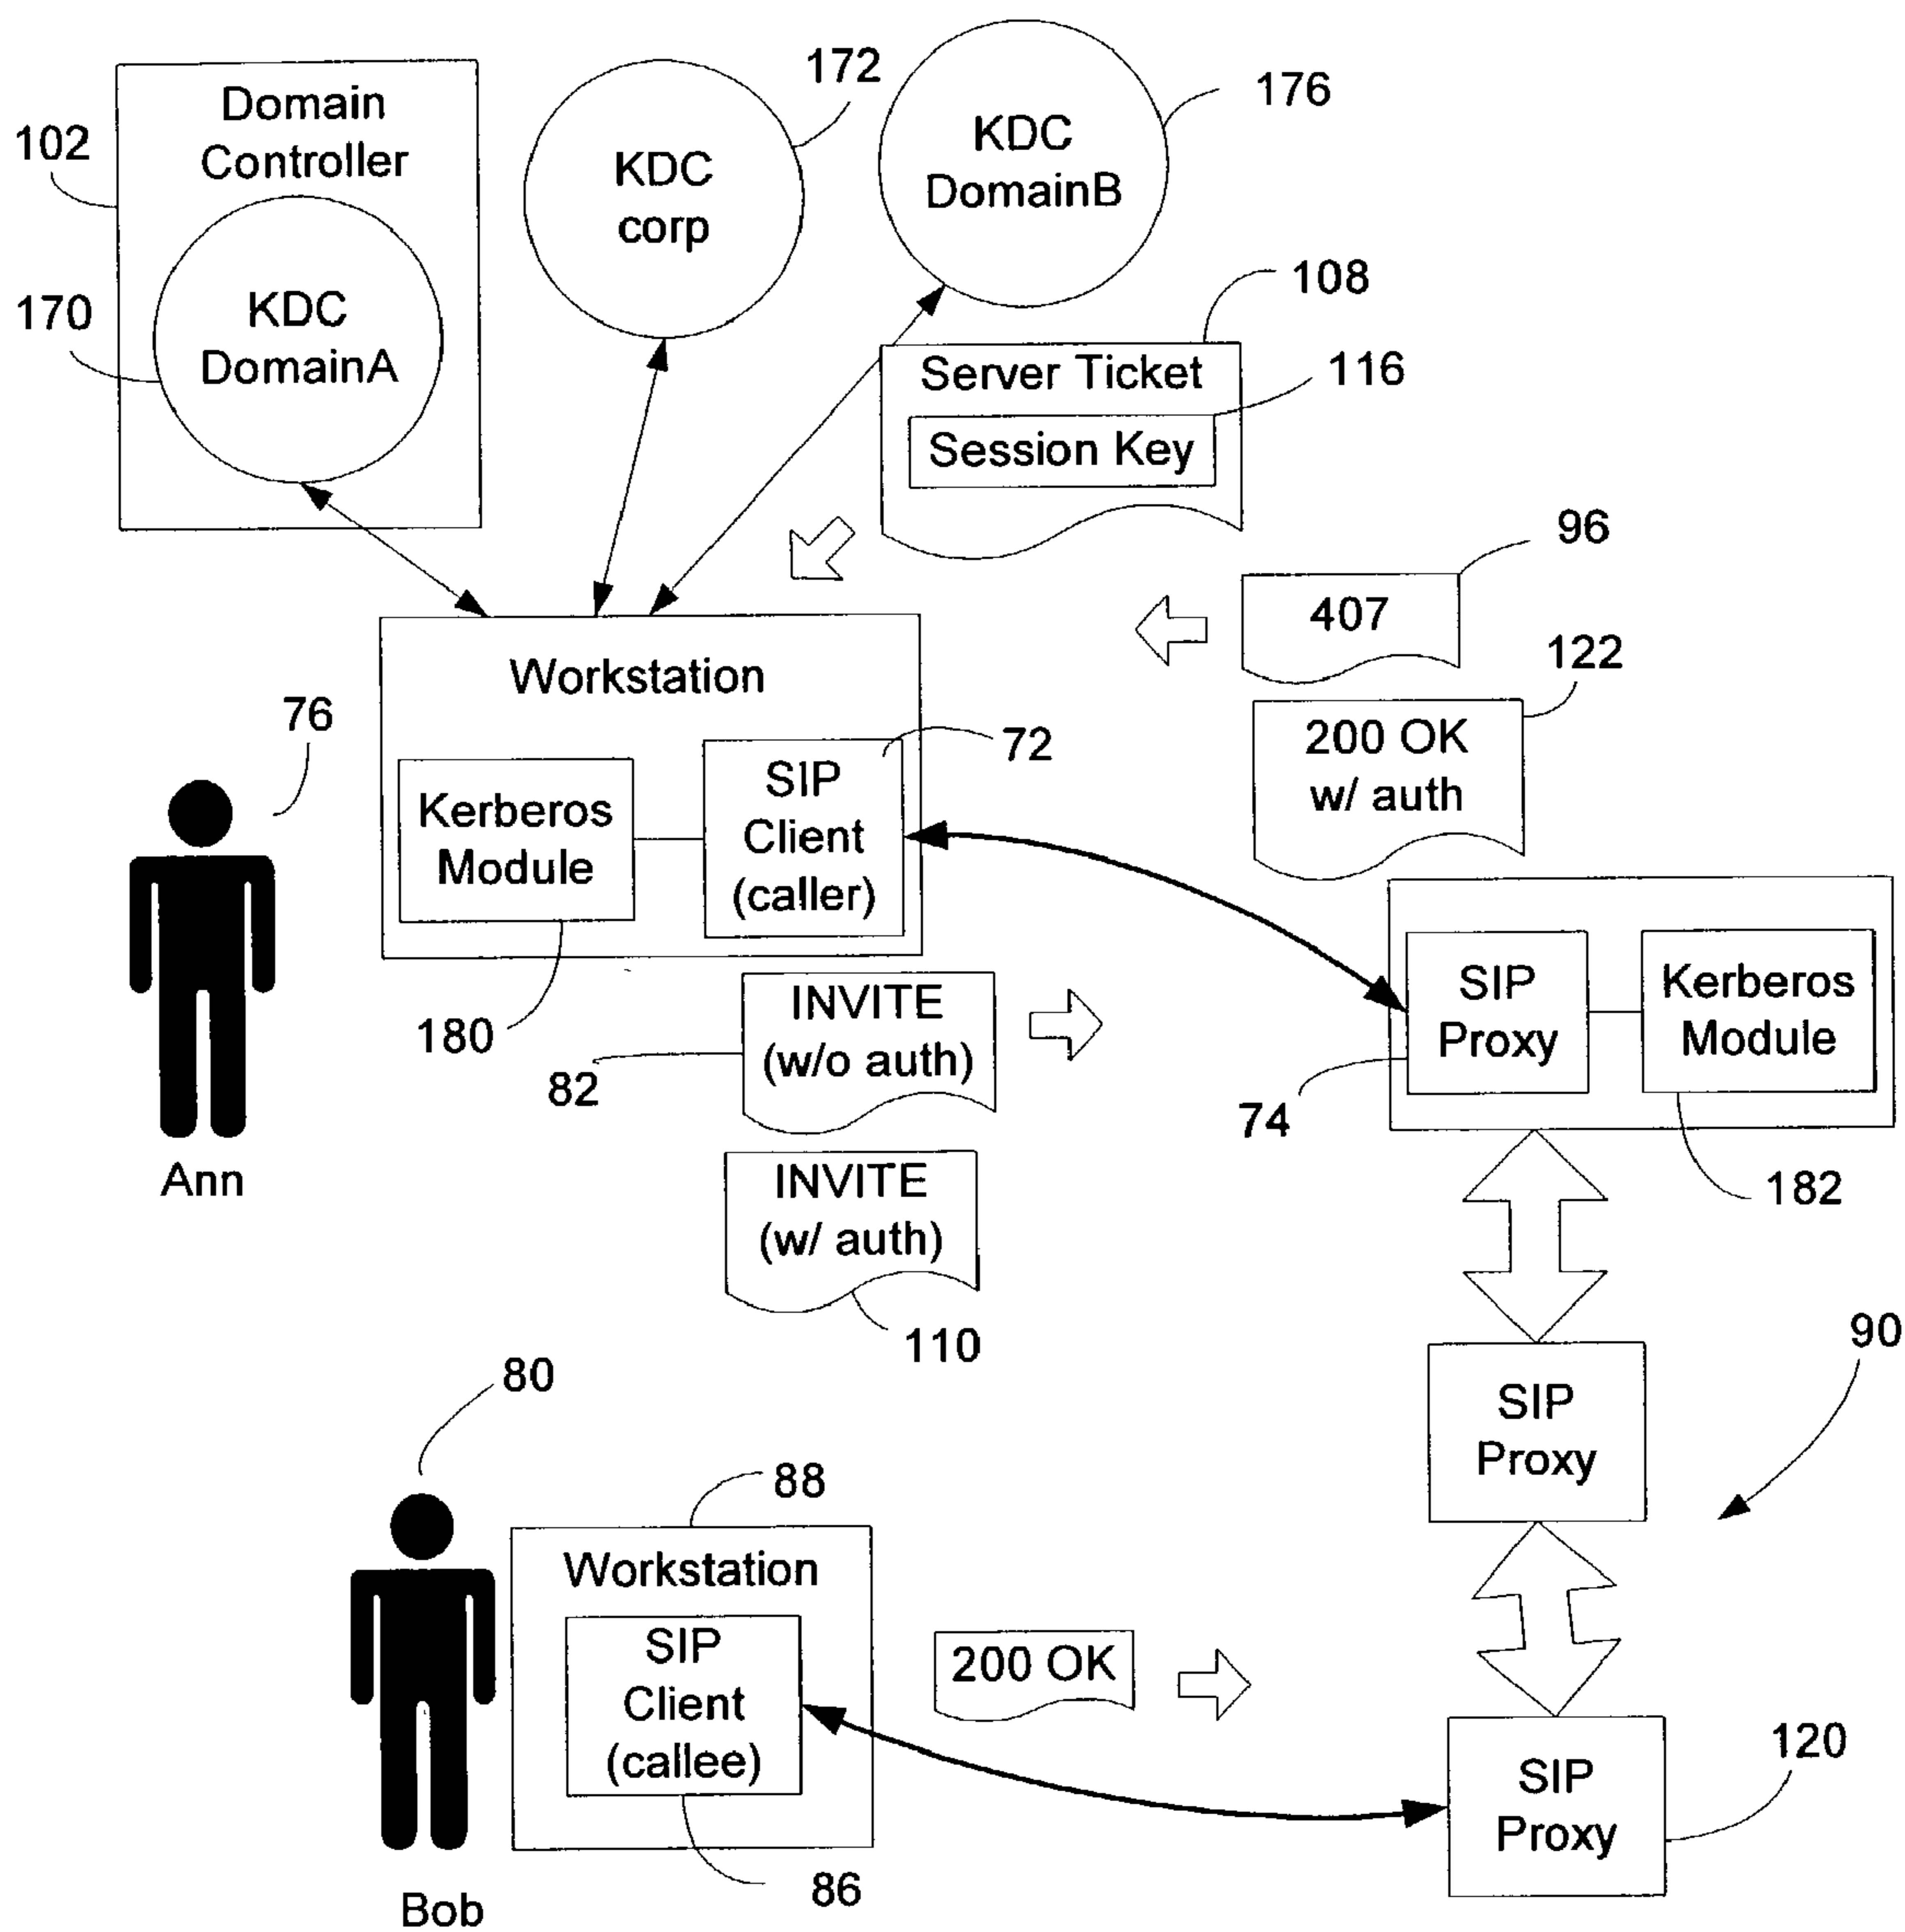 Domain
Controller
102
KDC
DomainA
170
KDC
corp
172
KDC
DomainB
176
108
Server Ticket
116
Session Key
96
407
122
200 OK
w/ auth
Workstation
76
72
Kerberos
Module
SIP
Client
(caller)
180
Ann
INVITE
(w/o auth)
82
INVITE
(w/ auth)
110
SIP
Proxy
Kerberos
Module
74
182
90
SIP
Proxy
80
88
Workstation
SIP
Client
(callee)
86
Bob
200 OK
SIP
Proxy
120